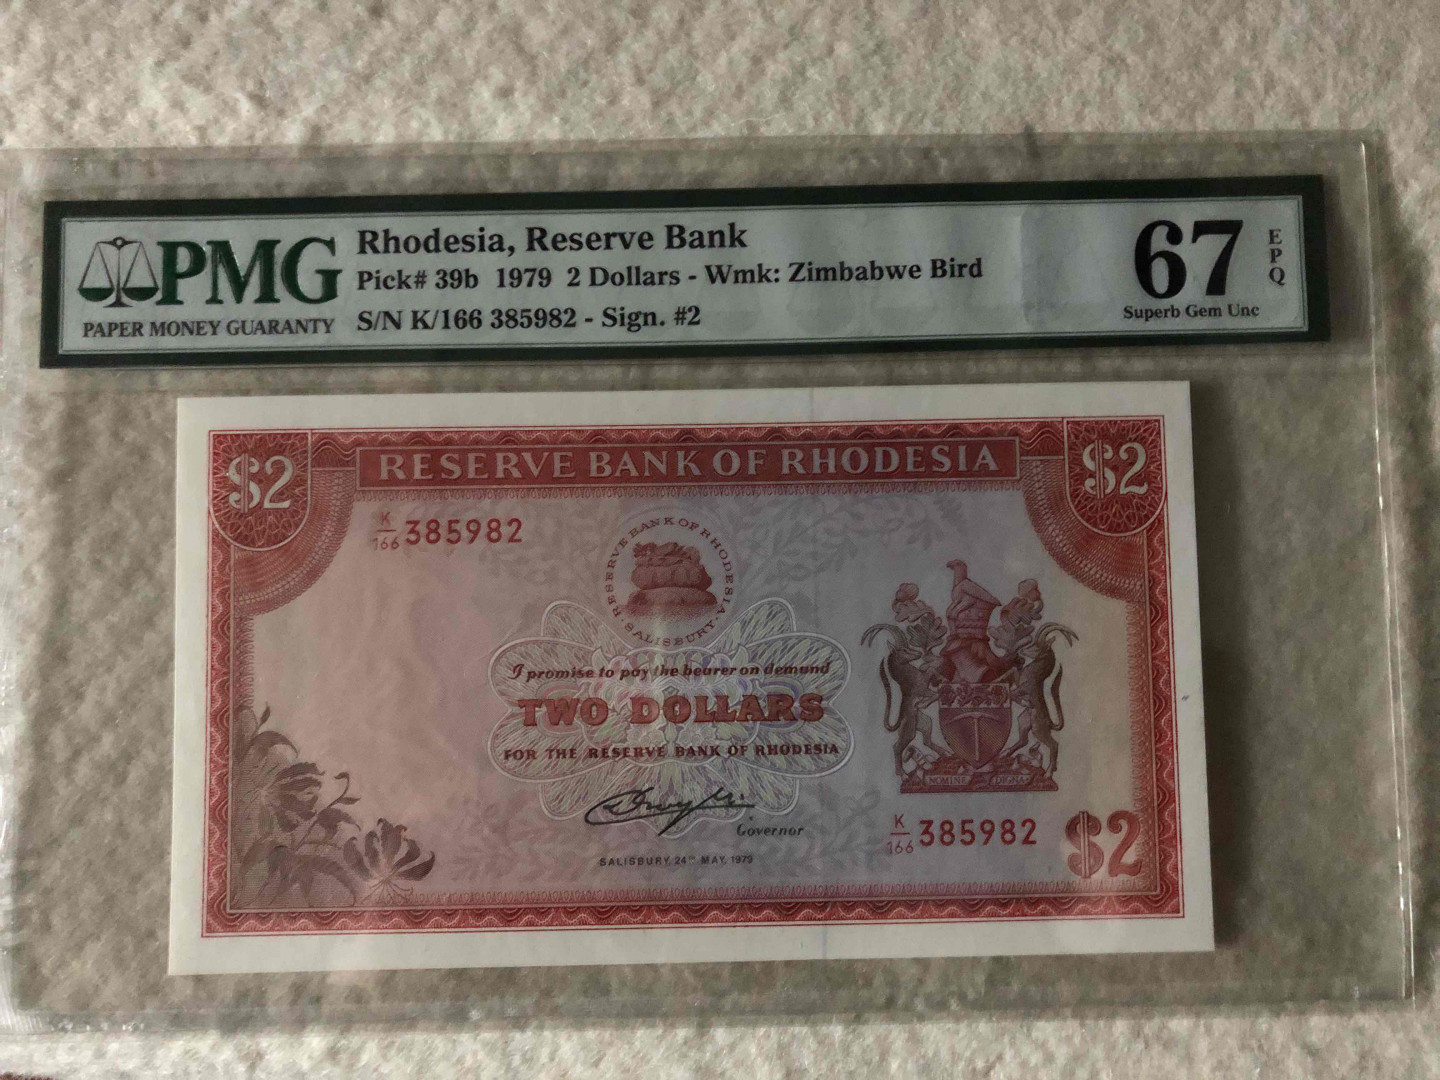 PMG
PAPER MONEY GUARANTY
Rhodesia, Reserve Bank
Pick# 39b 1979 2 Dollars - Wmk: Zimbabwe Bird
S/N K/166 385982 - Sign. #2
67
EPQ
Superb Gem Unc
$2
RESERVE BANK OF RHODESIA
$2
K/166 385982
RESERVE BANK OF RHODESIA · SALISBURY ·
I promise to pay the bearer on demand
TWO DOLLARS
FOR THE RESERVE BANK OF RHODESIA
Governor
SALISBURY 24TH MAY, 1979
K/166 385982
$2